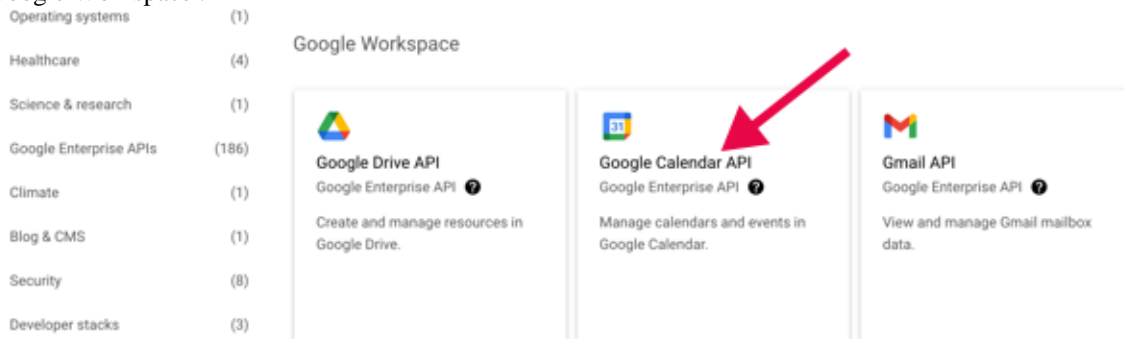 Operating systems (1)
Healthcare (4)
Science & research (1)
Google Enterprise APIs (186)
Climate (1)
Blog & CMS (1)
Security (8)
Developer stacks (3)
Google Workspace
31
Google Drive API
Google Enterprise API ?
Create and manage resources in
Google Drive.
Google Calendar API
Google Enterprise API ?
Manage calendars and events in
Google Calendar.
Gmail API
Google Enterprise API ?
View and manage Gmail mailbox
data.